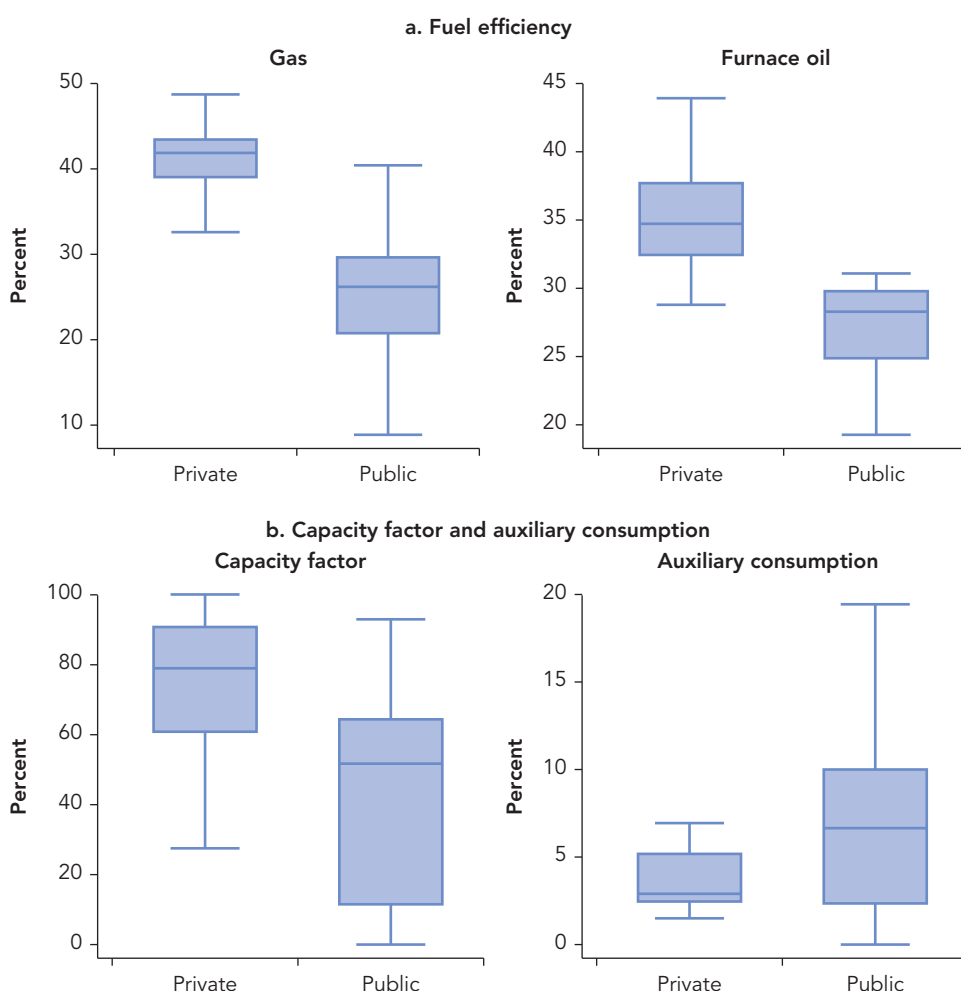 a. Fuel efficiency
Gas
Percent
50
40
30
20
10
Private Public
Furnace oil
Percent
45
40
35
30
25
20
Private Public
b. Capacity factor and auxiliary consumption
Capacity factor
Percent
100
80
60
40
20
0
Private Public
Auxiliary consumption
Percent
20
15
10
5
0
Private Public